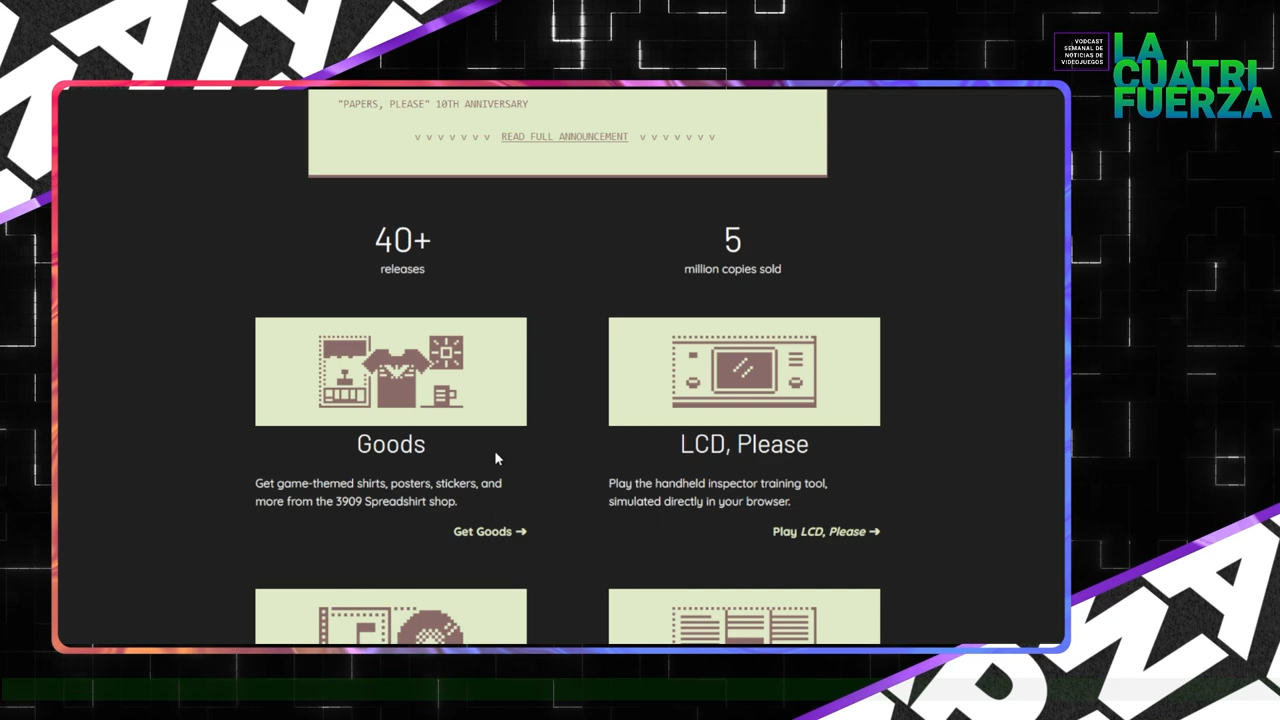 VODCAST
SEMANAL DE
NOTICIAS DE
VIDEOJUEGOS
LA
CUATRI
FUERZA
"PAPERS, PLEASE" 10TH ANNIVERSARY
v v v v v v v READ FULL ANNOUNCEMENT v v v v v v v
40+
releases
5
million copies sold
Goods
Get game-themed shirts, posters, stickers, and
more from the 3909 Spreadshirt shop.
Get Goods ➔
LCD, Please
Play the handheld inspector training tool,
simulated directly in your browser.
Play LCD, Please ➔